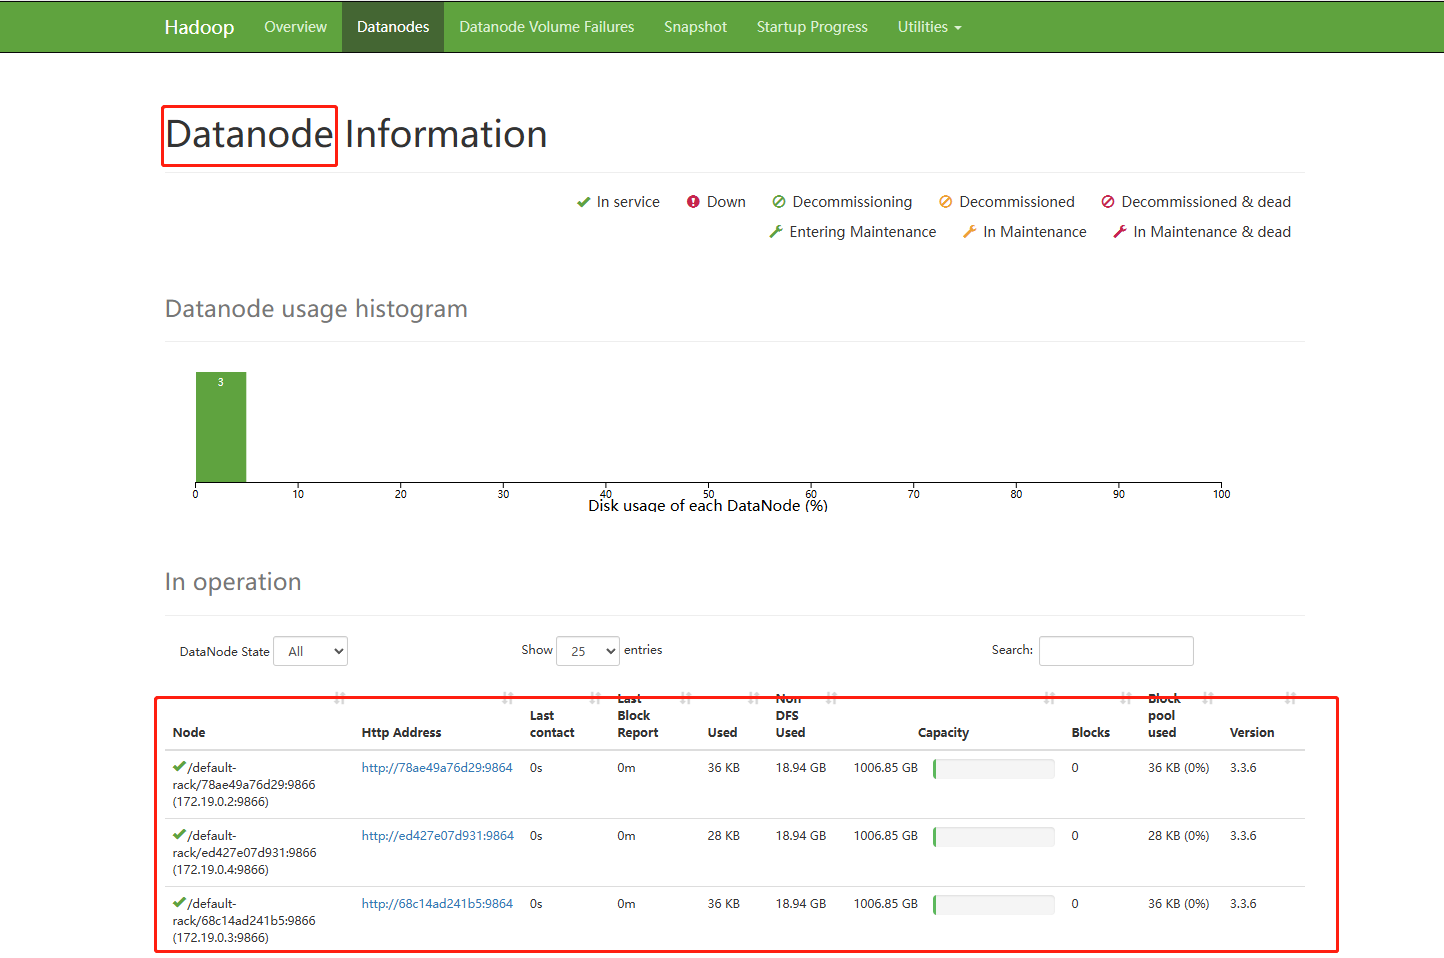 Hadoop Overview Datanodes Datanode Volume Failures Snapshot Startup Progress Utilities
Datanode Information
In service Down Decommissioning Decommissioned Decommissioned & dead
Entering Maintenance In Maintenance In Maintenance & dead
Datanode usage histogram
3
0 10 20 30 40 50 60 70 80 90 100
Disk usage of each DataNode (%)
In operation
DataNode State All Show 25 entries Search:
Node Http Address Last contact Last Block Report Used Non DFS Used Capacity Blocks Block pool used Version
/default-rack/78ae49a76d29:9866 (172.19.0.2:9866) http://78ae49a76d29:9864 0s 0m 36 KB 18.94 GB 1006.85 GB 0 36 KB (0%) 3.3.6
/default-rack/ed427e07d931:9866 (172.19.0.4:9866) http://ed427e07d931:9864 0s 0m 28 KB 18.94 GB 1006.85 GB 0 28 KB (0%) 3.3.6
/default-rack/68c14ad241b5:9866 (172.19.0.3:9866) http://68c14ad241b5:9864 0s 0m 36 KB 18.94 GB 1006.85 GB 0 36 KB (0%) 3.3.6